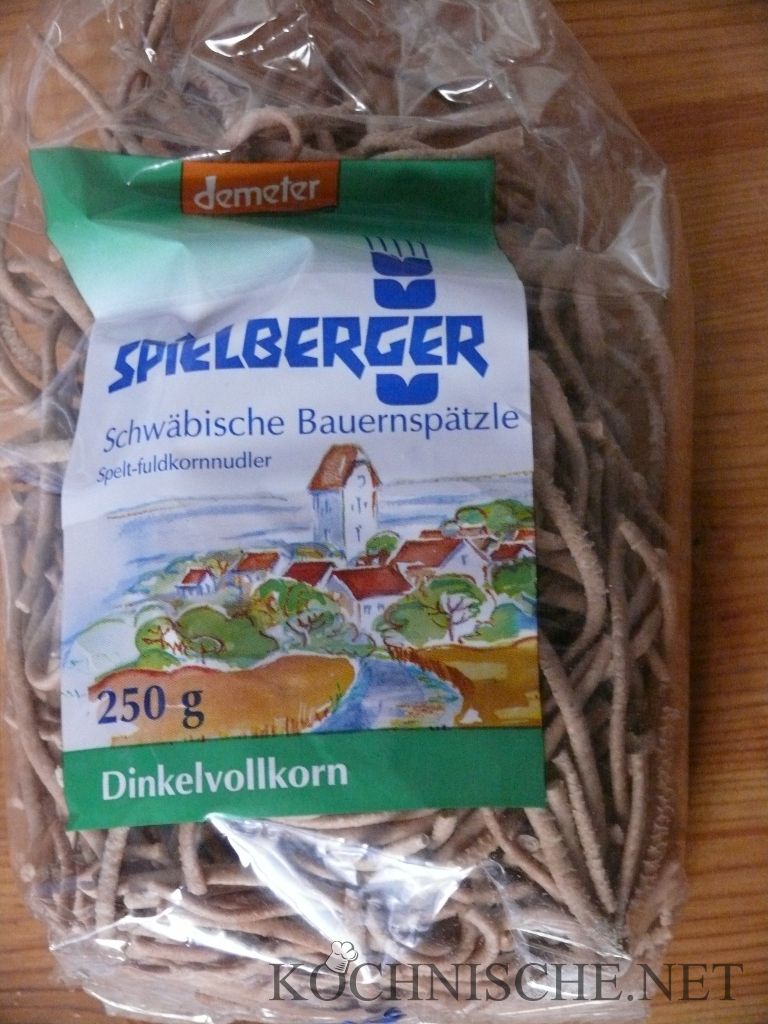 demeter
SPIELBERGER
Schwäbische Bauernspätzle
Spelt-fuldkornnudler
250 g
Dinkelvollkorn
KOCHNISCHE.NET